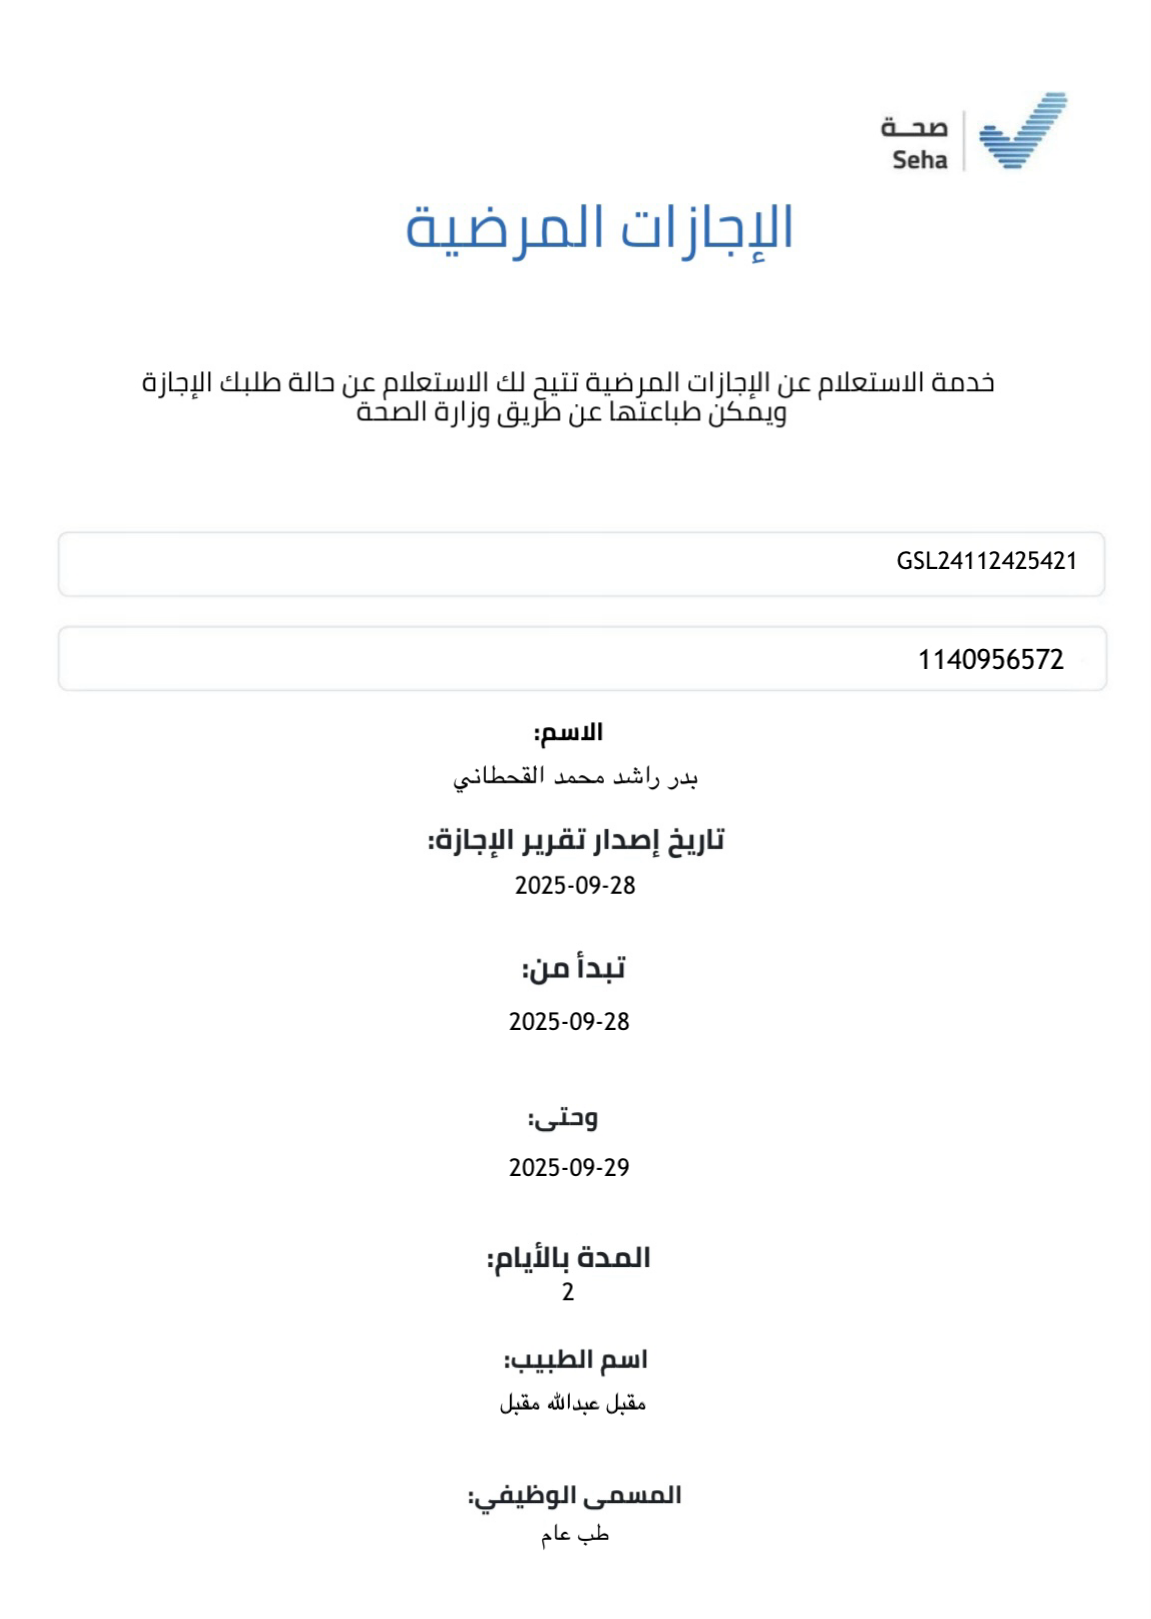 صحة
Seha
الإجازات المرضية
خدمة الاستعلام عن الإجازات المرضية تتيح لك الاستعلام عن حالة طلبك الإجازة
ويمكن طباعتها عن طريق وزارة الصحة
GSL24112425421
1140956572
الاسم:
بدر راشد محمد القحطاني
تاريخ إصدار تقرير الإجازة:
2025-09-28
تبدأ من:
2025-09-28
وحتى:
2025-09-29
المدة بالأيام:
2
اسم الطبيب:
مقبل عبدالله مقبل
المسمى الوظيفي:
طب عام